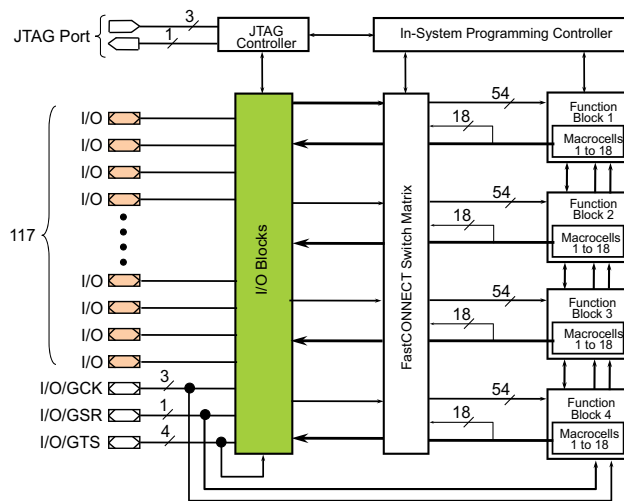 JTAG Port
3
1
JTAG
Controller
In-System Programming Controller
117
I/O
I/O
I/O
I/O
I/O
I/O
I/O
I/O
I/O/GCK
3
I/O/GSR
1
I/O/GTS
4
I/O Blocks
FastCONNECT Switch Matrix
54
18
Function
Block 1
Macrocells
1 to 18
54
18
Function
Block 2
Macrocells
1 to 18
54
18
Function
Block 3
Macrocells
1 to 18
54
18
Function
Block 4
Macrocells
1 to 18